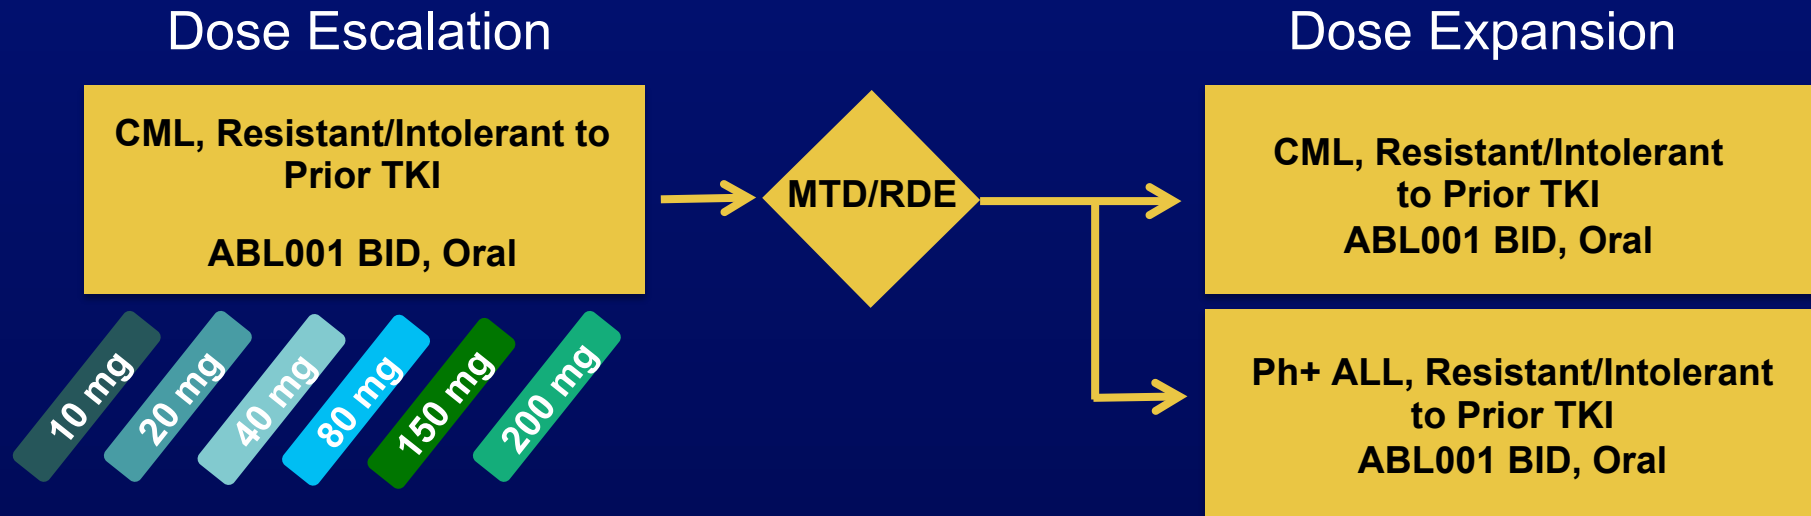 Dose Escalation
Dose Expansion
CML, Resistant/Intolerant to
Prior TKI
ABL001 BID, Oral
10 mg
20 mg
40 mg
80 mg
150 mg
200 mg
MTD/RDE
CML, Resistant/Intolerant
to Prior TKI
ABL001 BID, Oral
Ph+ ALL, Resistant/Intolerant
to Prior TKI
ABL001 BID, Oral